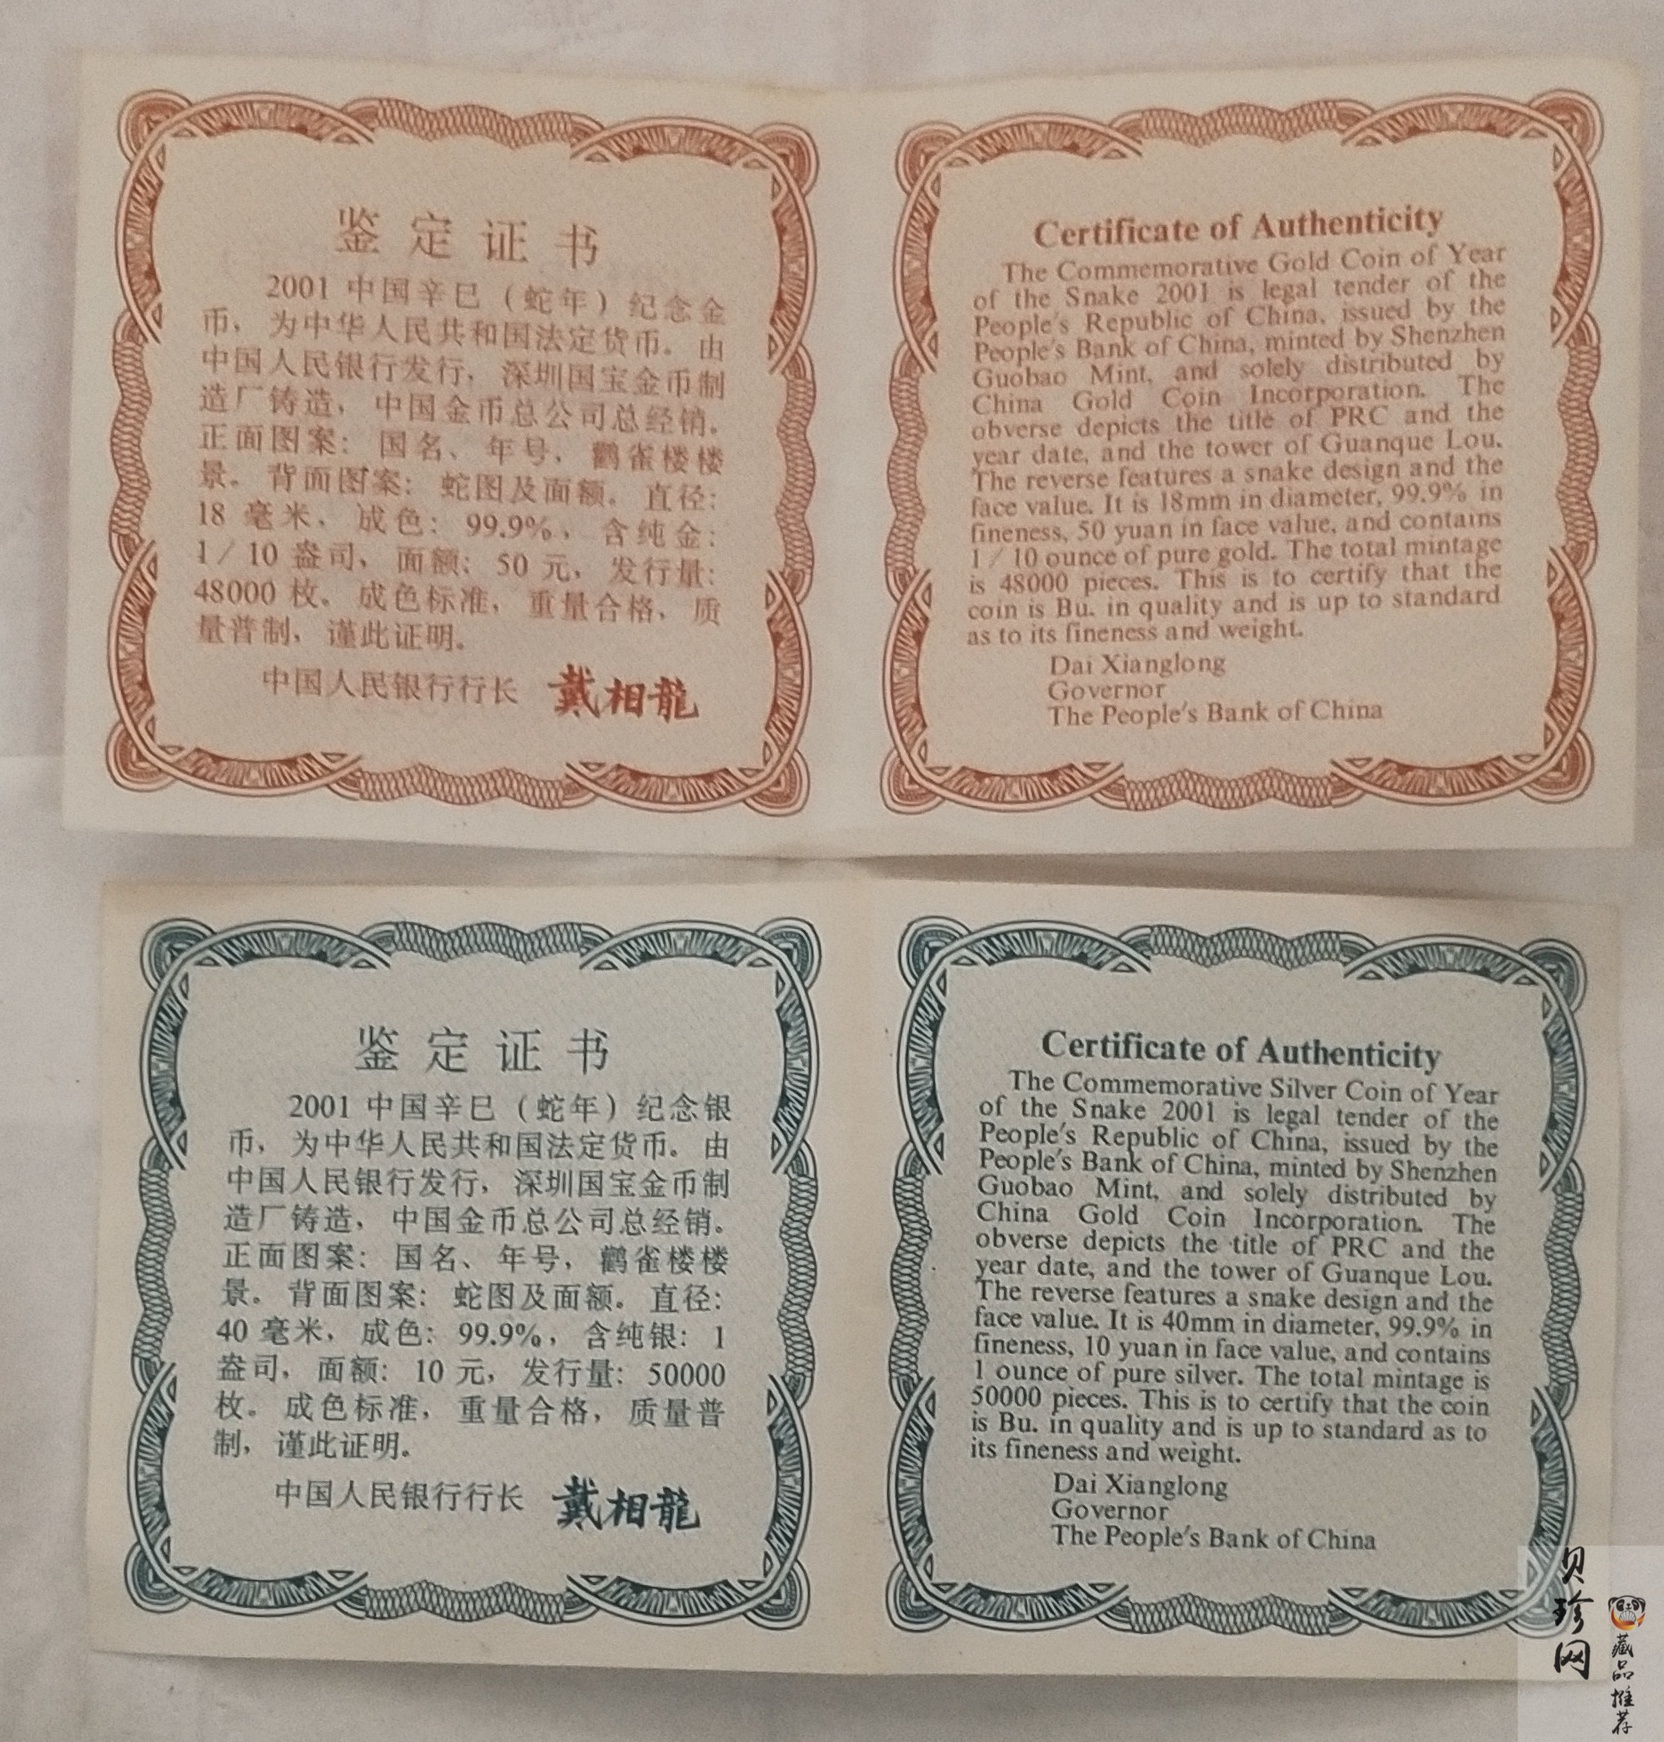 鉴定证书
2001 中国辛巳（蛇年）纪念金
币，为中华人民共和国法定货币。由
中国人民银行发行，深圳国宝金币制
造厂铸造，中国金币总公司总经销。
正面图案：国名、年号，鹳雀楼楼
景。背面图案：蛇图及面额。直径：
18 毫米，成色：99.9%，含纯金：
1／10 盎司，面额：50 元，发行量：
48000 枚。成色标准，重量合格，质
量普制，谨此证明。
中国人民银行行长 戴相龍
Certificate of Authenticity
The Commemorative Gold Coin of Year
of the Snake 2001 is legal tender of the
People's Republic of China, issued by the
People's Bank of China, minted by Shenzhen
Guobao Mint, and solely distributed by
China Gold Coin Incorporation. The
obverse depicts the title of PRC and the
year date, and the tower of Guanque Lou.
The reverse features a snake design and the
face value. It is 18mm in diameter, 99.9% in
fineness, 50 yuan in face value, and contains
1／10 ounce of pure gold. The total mintage
is 48000 pieces. This is to certify that the
coin is Bu. in quality and is up to standard
as to its fineness and weight.
Dai Xianglong
Governor
The People's Bank of China
鉴定证书
2001 中国辛巳（蛇年）纪念银
币，为中华人民共和国法定货币。由
中国人民银行发行，深圳国宝金币制
造厂铸造，中国金币总公司总经销。
正面图案：国名、年号，鹳雀楼楼
景。背面图案：蛇图及面额。直径：
40 毫米，成色：99.9%，含纯银：1
盎司，面额：10 元，发行量：50000
枚。成色标准，重量合格，质量普
制，谨此证明。
中国人民银行行长 戴相龍
Certificate of Authenticity
The Commemorative Silver Coin of Year
of the Snake 2001 is legal tender of the
People's Republic of China, issued by the
People's Bank of China, minted by Shenzhen
Guobao Mint, and solely distributed by
China Gold Coin Incorporation. The
obverse depicts the title of PRC and the
year date, and the tower of Guanque Lou.
The reverse features a snake design and the
face value. It is 40mm in diameter, 99.9% in
fineness, 10 yuan in face value, and contains
1 ounce of pure silver. The total mintage is
50000 pieces. This is to certify that the coin
is Bu. in quality and is up to standard as to
its fineness and weight.
Dai Xianglong
Governor
The People's Bank of China
贝珍网
藏品推荐